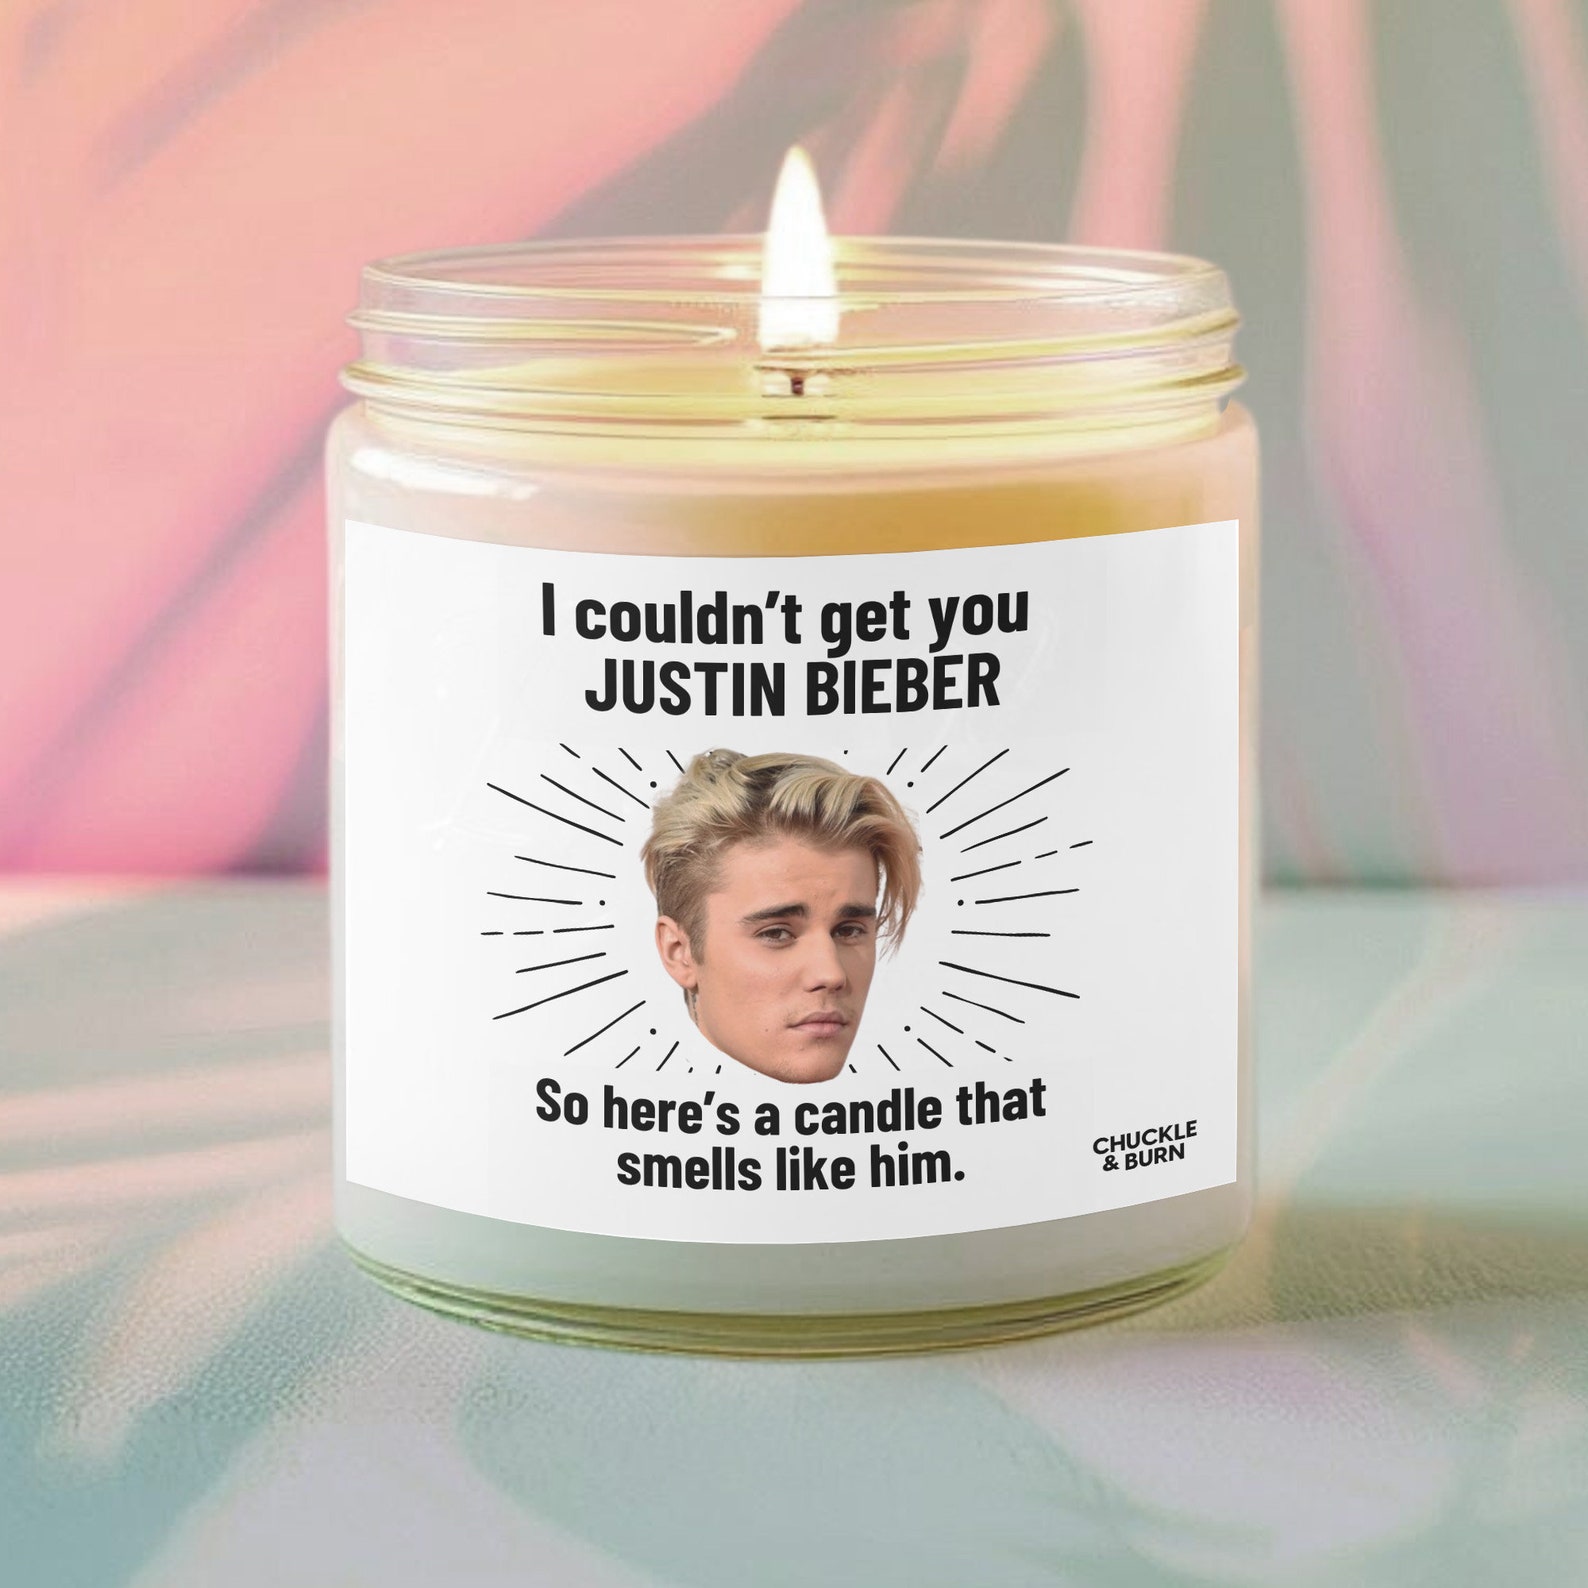 I couldn't get you
JUSTIN BIEBER
So here's a candle that
smells like him.
CHUCKLE
& BURN